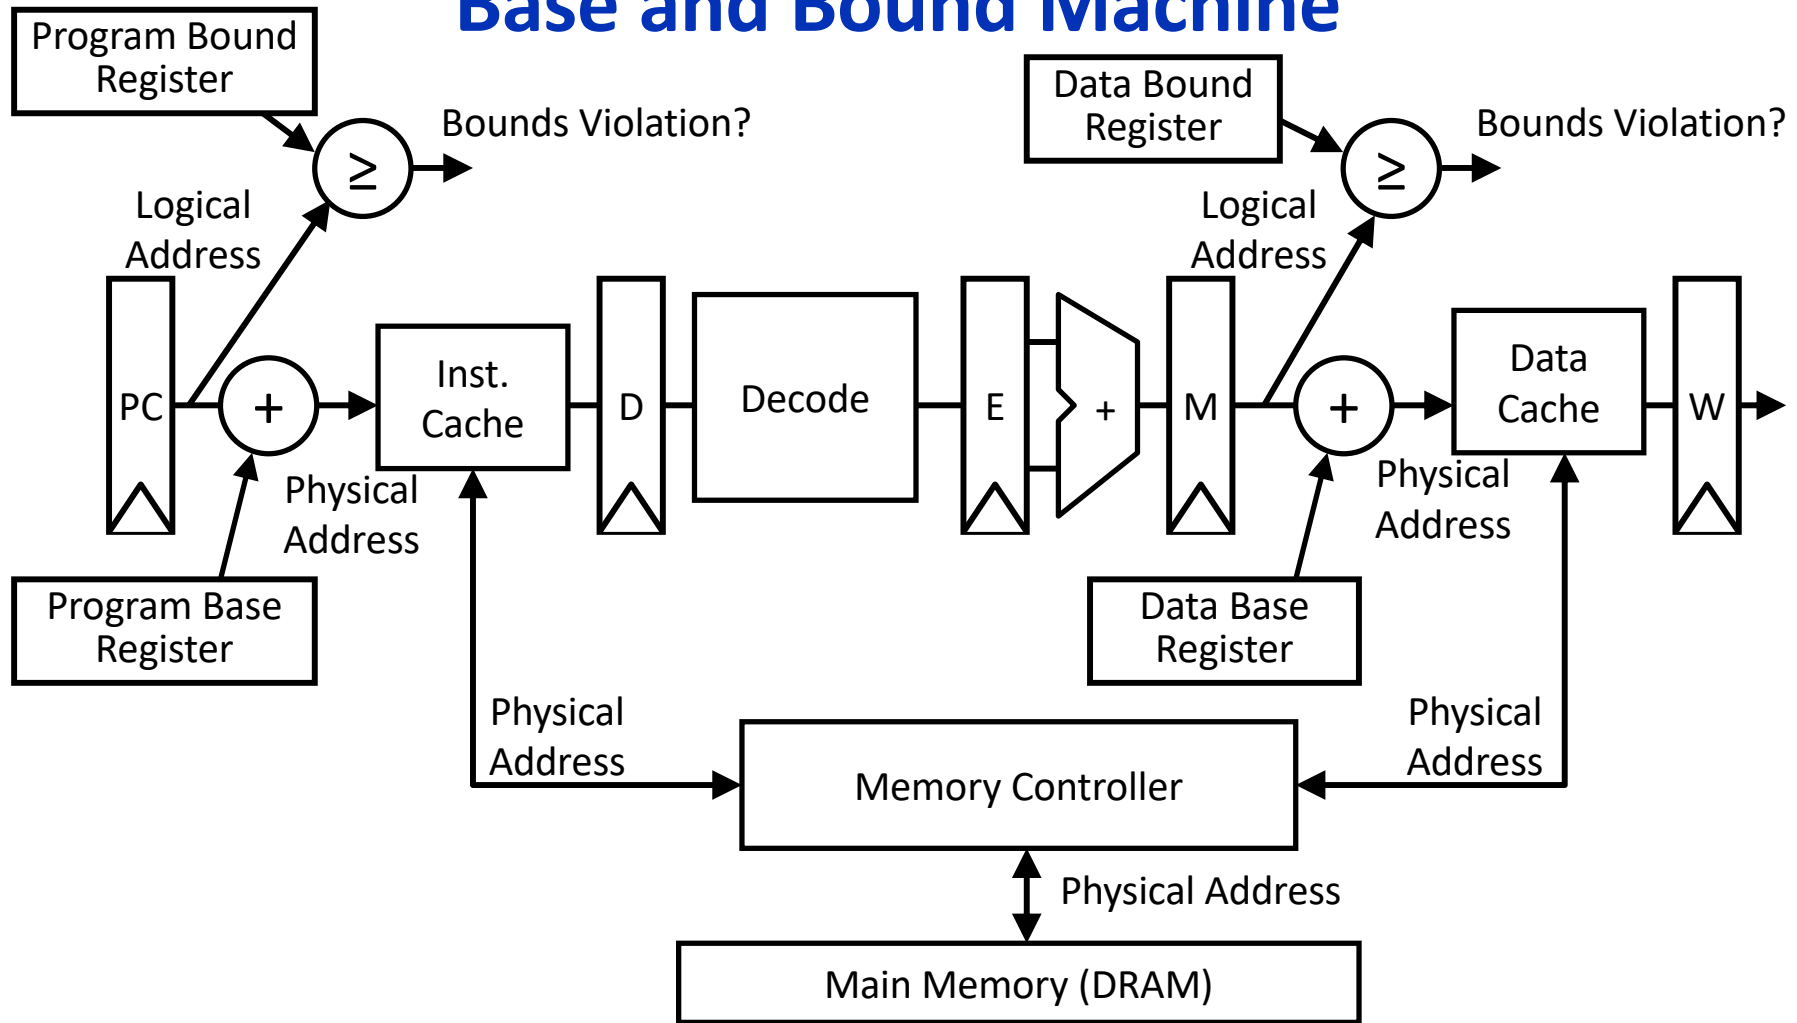 Base and Bound Machine
Program Bound
Register
Data Bound
Register
Bounds Violation?
Bounds Violation?
≥
≥
Logical
Address
Logical
Address
PC
+
Inst.
Cache
D
Decode
E
+
M
+
Data
Cache
W
Physical
Address
Physical
Address
Program Base
Register
Data Base
Register
Physical
Address
Physical
Address
Memory Controller
Physical Address
Main Memory (DRAM)